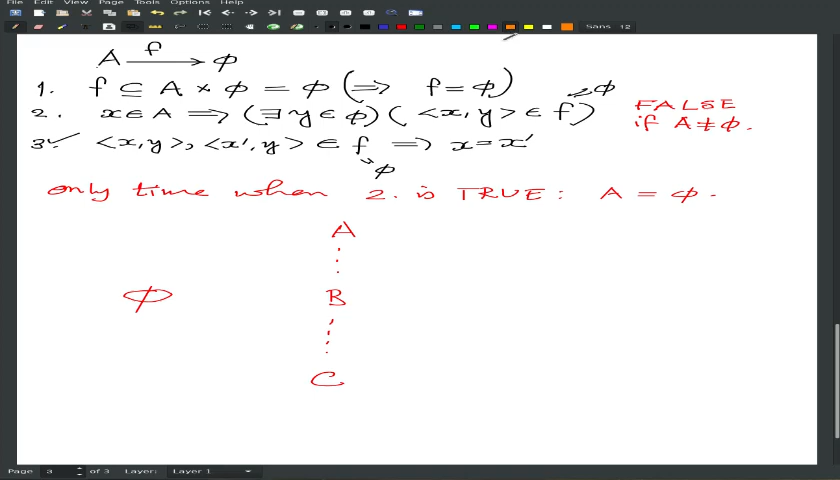 File Edit View Page Tools Options Help
Sans 12
A f→ ϕ
1. f ⊆ A × ϕ = ϕ (⟹ f = ϕ)
2. x ∈ A ⟹ (∃ y ∈ ϕ) (<x, y> ∈ f) ϕ FALSE if A ≠ ϕ.
3. ✓ <x, y>, <x', y> ∈ f ⟹ x = x'
ϕ
only time when 2. is TRUE : A = ϕ.
A
ϕ B
C
Page 3 of 3 Layer: Layer 1